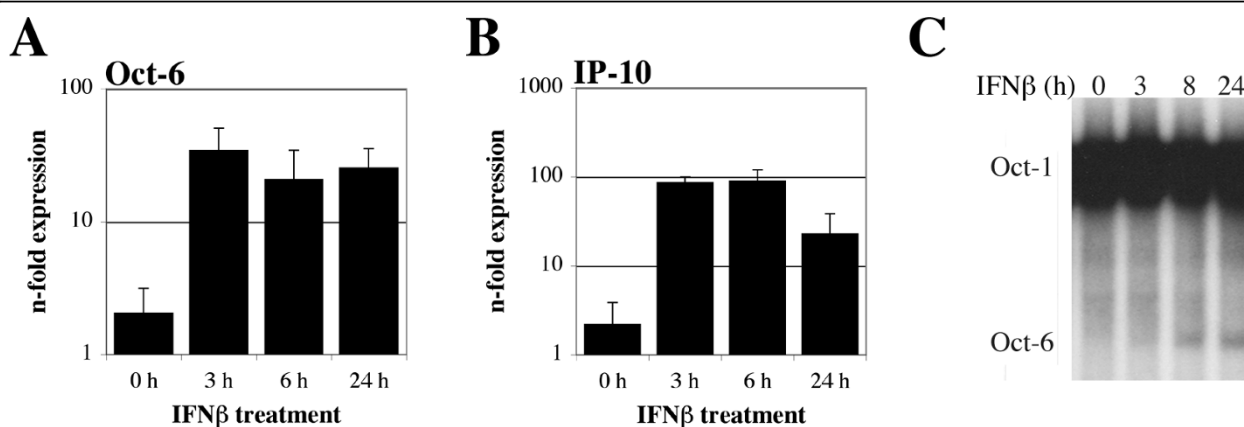 A
Oct-6
n-fold expression
100
10
1
0 h 3 h 6 h 24 h
IFNβ treatment
B
IP-10
n-fold expression
1000
100
10
1
0 h 3 h 6 h 24 h
IFNβ treatment
C
IFNβ (h) 0 3 8 24
Oct-1
Oct-6